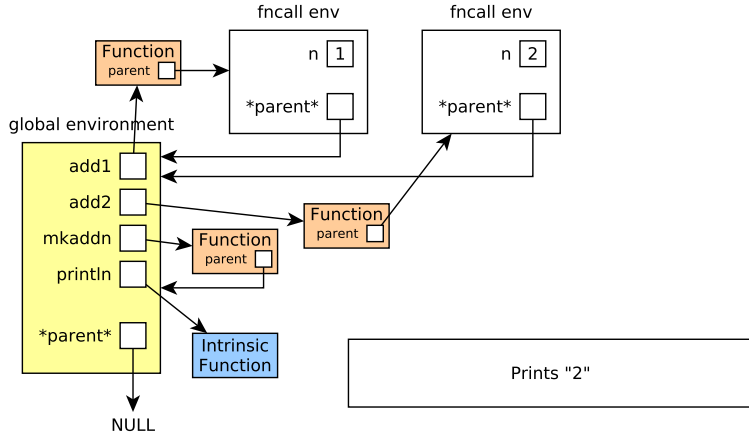 fncall env
fncall env
Function
parent
n 1
n 2
*parent*
*parent*
global environment
add1
add2
Function
parent
mkaddn
Function
parent
println
*parent*
Intrinsic
Function
Prints "2"
NULL